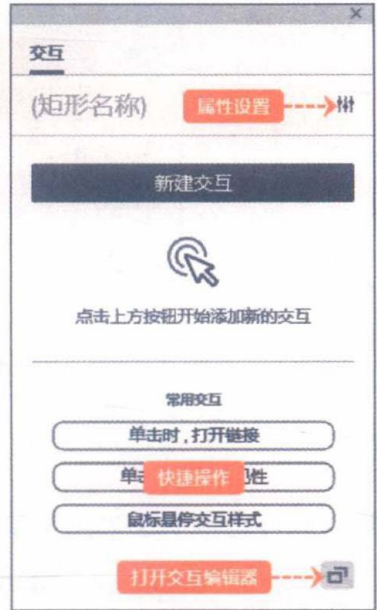 交互
(矩形名称) 属性设置
新建交互
点击上方按钮开始添加新的交互
常用交互
单击时，打开链接
单 快捷操作 性
鼠标悬停交互样式
打开交互编辑器